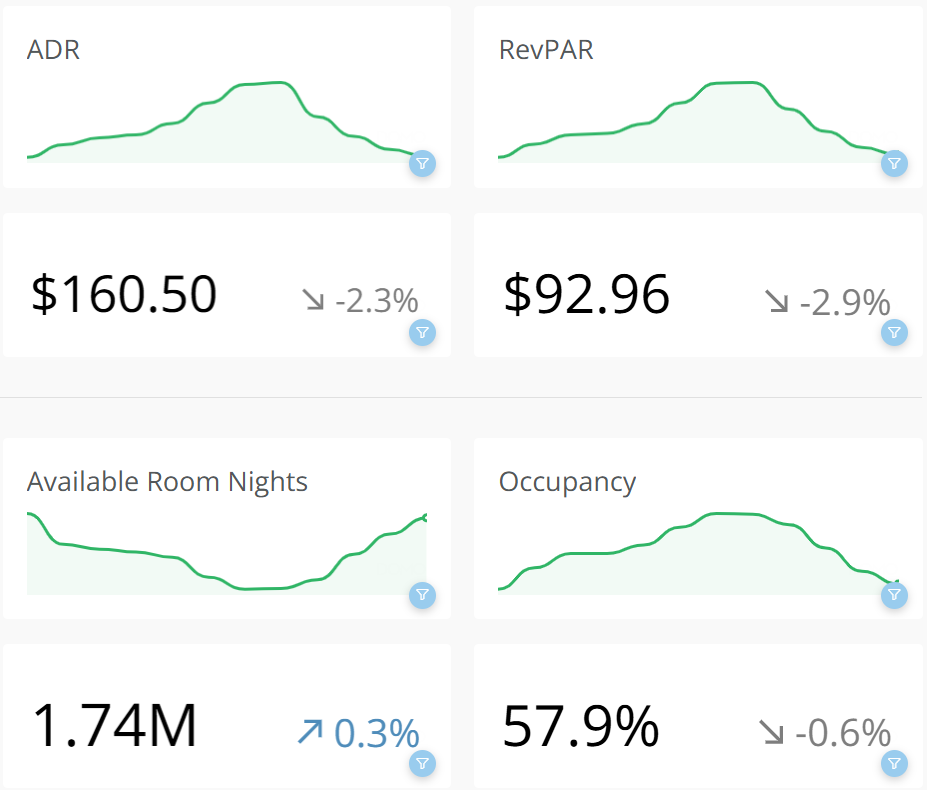 ADR
RevPAR
$160.50
-2.3%
$92.96
-2.9%
Available Room Nights
Occupancy
1.74M
0.3%
57.9%
-0.6%